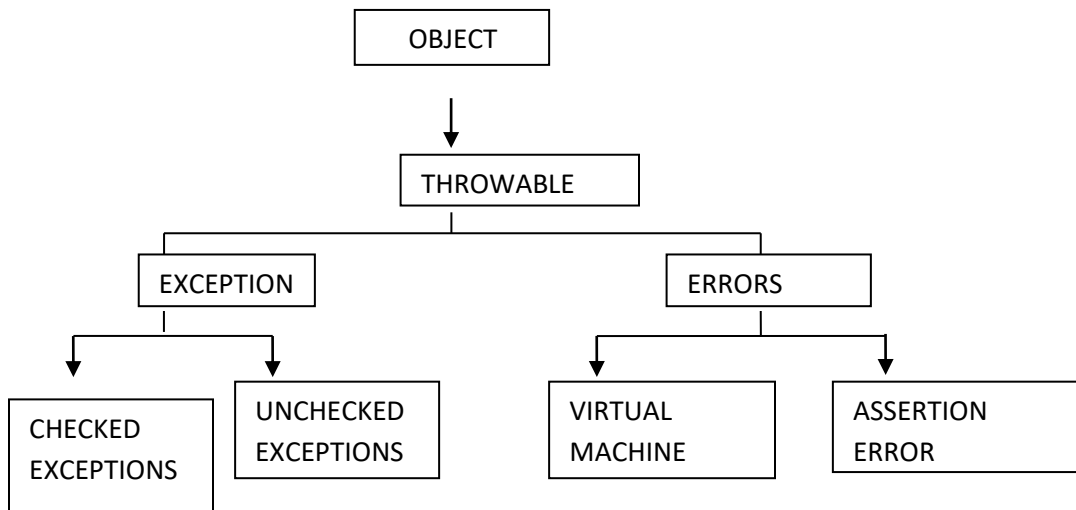 OBJECT
THROWABLE
EXCEPTION
ERRORS
CHECKED
EXCEPTIONS
UNCHECKED
EXCEPTIONS
VIRTUAL
MACHINE
ASSERTION
ERROR